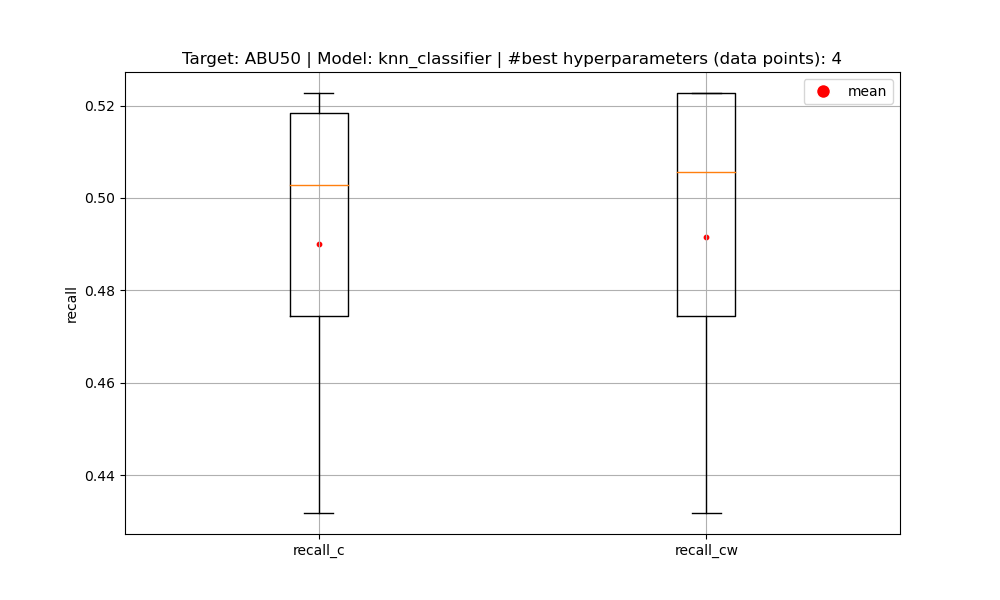 Target: ABU50 | Model: knn_classifier | #best hyperparameters (data points): 4
mean
0.52
0.50
0.48
0.46
0.44
recall
recall_c
recall_cw